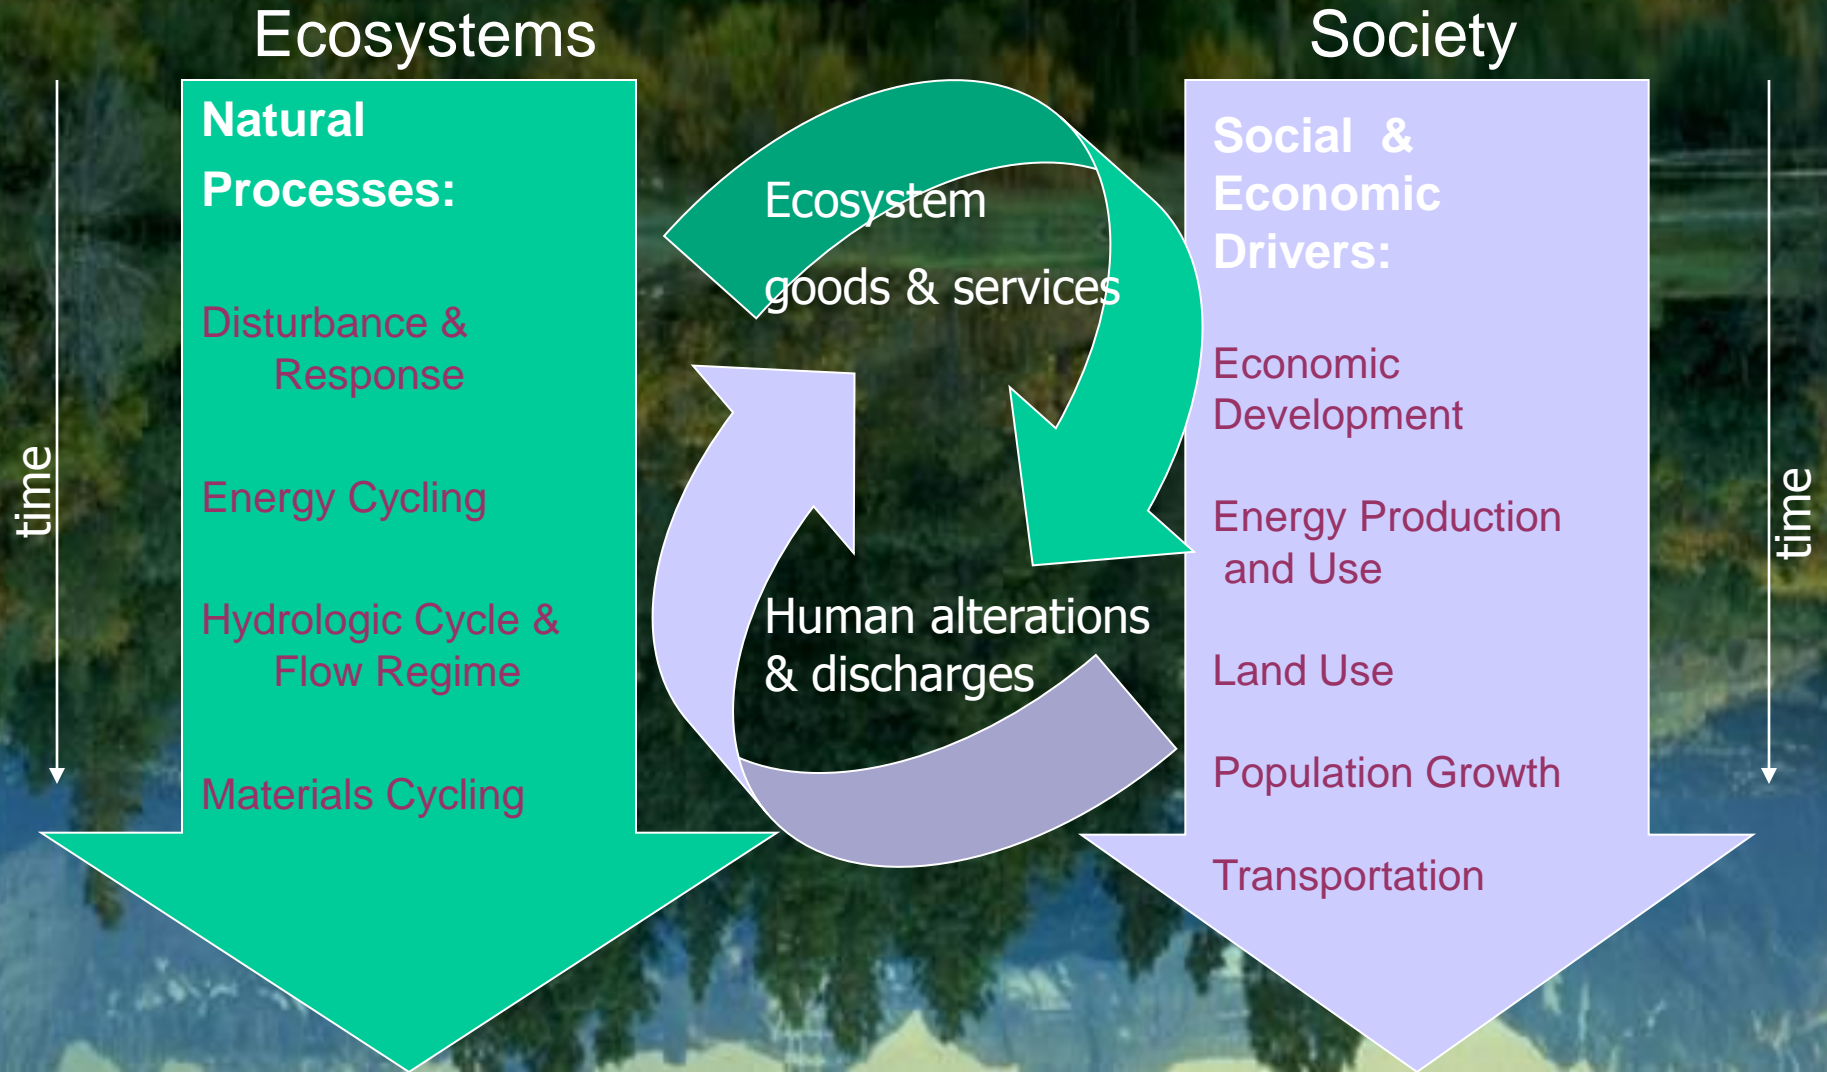 Ecosystems
Society
time
Natural
Processes:
Disturbance &
Response
Energy Cycling
Hydrologic Cycle &
Flow Regime
Materials Cycling
Ecosystem
goods & services
Human alterations
& discharges
Social &
Economic
Drivers:
Economic
Development
Energy Production
and Use
Land Use
Population Growth
Transportation
time